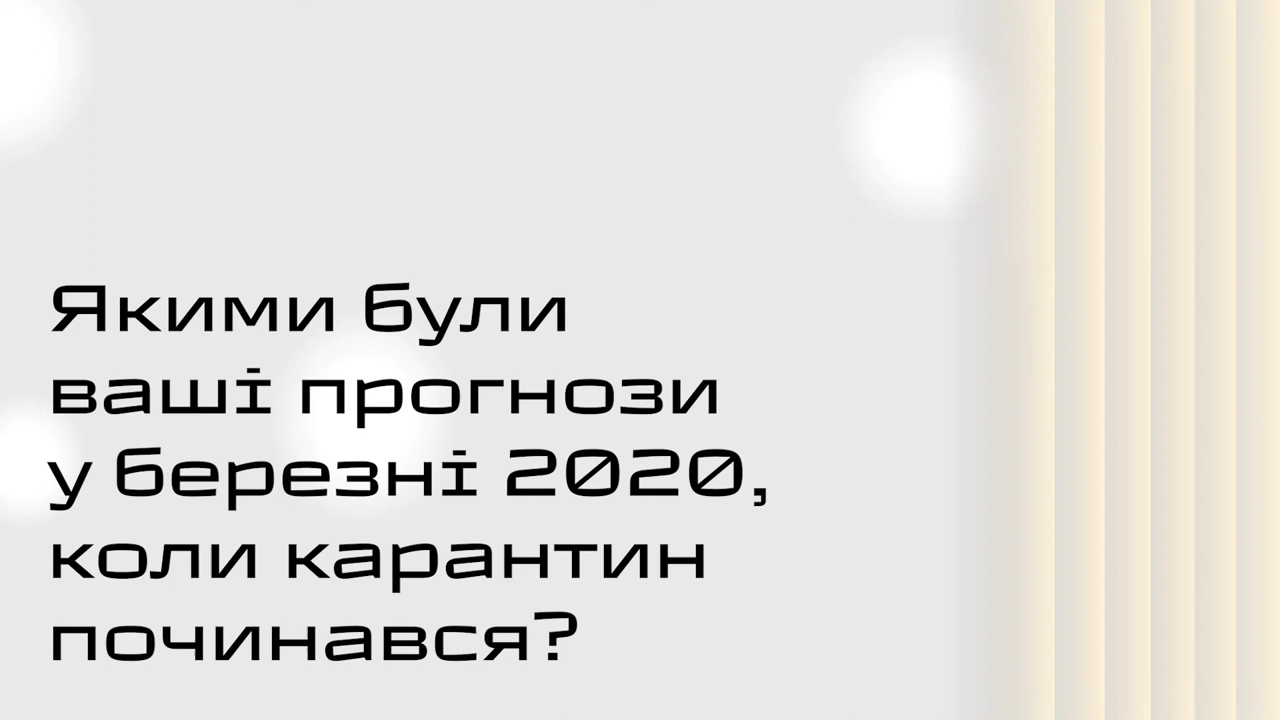 Якими були
ваші прогнози
у березні 2020,
коли карантин
починався?